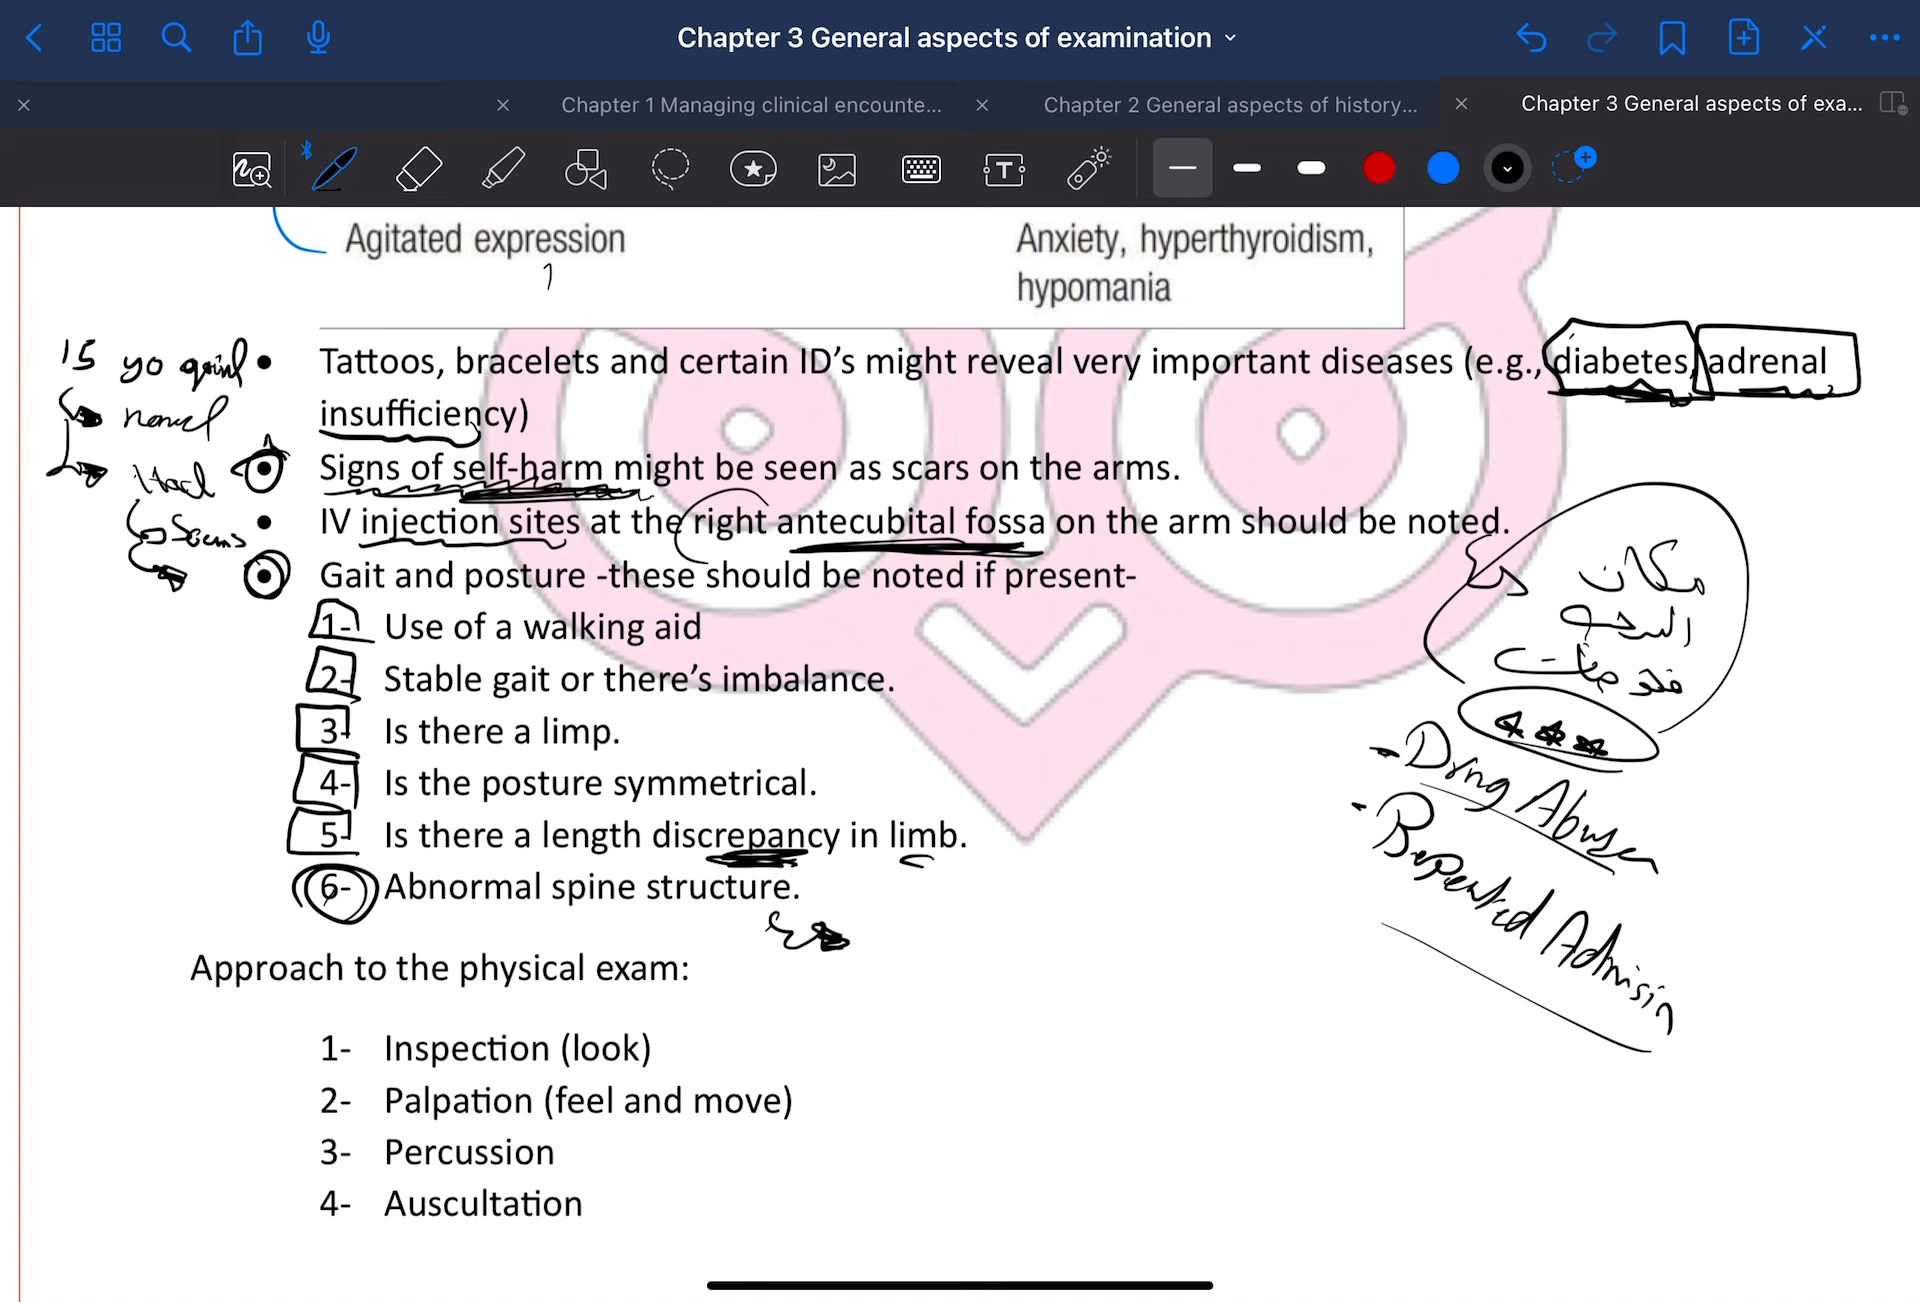 Chapter 3 General aspects of examination
Chapter 1 Managing clinical encounte...
Chapter 2 General aspects of history...
Chapter 3 General aspects of exa...
T
Agitated expression
Anxiety, hyperthyroidism,
hypomania
15 yo
• Tattoos, bracelets and certain ID’s might reveal very important diseases (e.g., diabetes, adrenal
insufficiency)
• Signs of self-harm might be seen as scars on the arms.
• IV injection sites at the right antecubital fossa on the arm should be noted.
• Gait and posture -these should be noted if present-
مكان
1- Use of a walking aid
2- Stable gait or there’s imbalance.
3- Is there a limp.
4- Is the posture symmetrical.
- Drug Abuser
5- Is there a length discrepancy in limb.
- Repeated Admisin
6- Abnormal spine structure.
Approach to the physical exam:
1- Inspection (look)
2- Palpation (feel and move)
3- Percussion
4- Auscultation